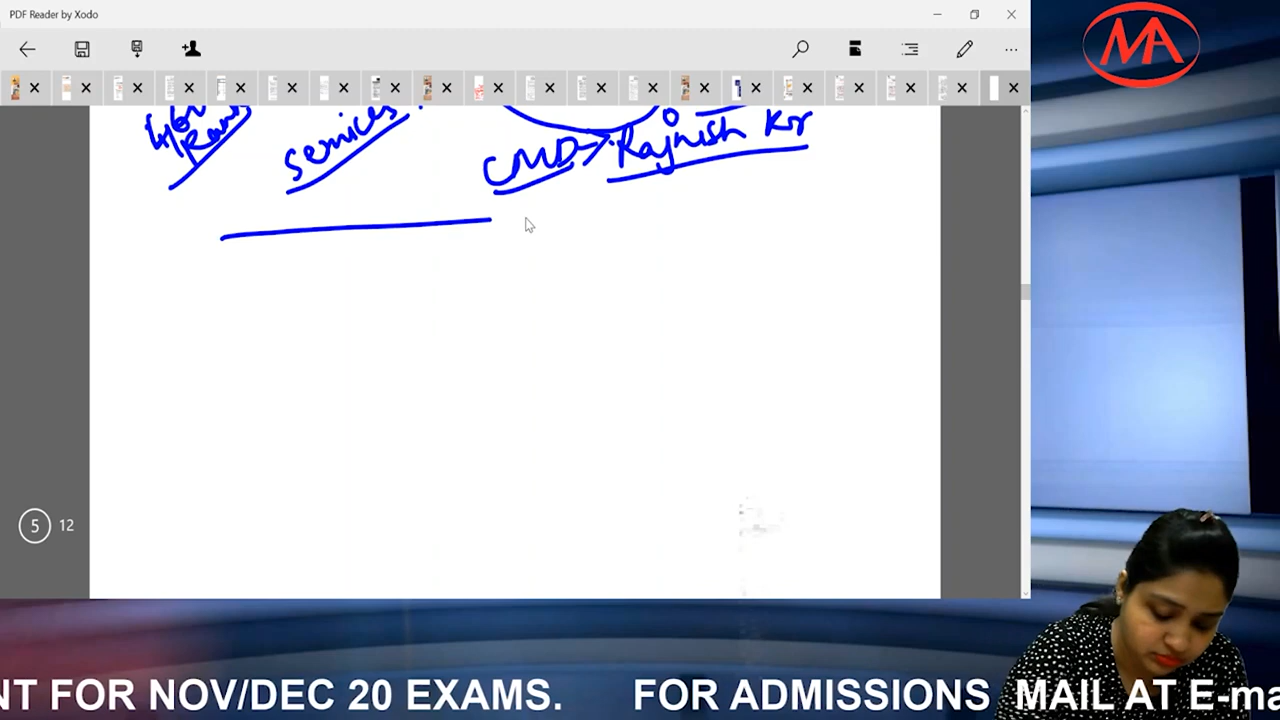 PDF Reader by Xodo
MA
Services
CMD → Rajnish Kr
5 12
NT FOR NOV/DEC 20 EXAMS. FOR ADMISSIONS MAIL AT E-ma